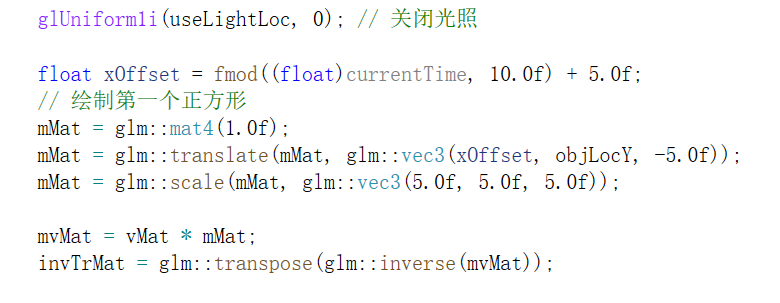 glUniform1i(useLightLoc, 0); // 关闭光照
float xOffset = fmod((float)currentTime, 10.0f) + 5.0f;
// 绘制第一个正方形
mMat = glm::mat4(1.0f);
mMat = glm::translate(mMat, glm::vec3(xOffset, objLocY, -5.0f));
mMat = glm::scale(mMat, glm::vec3(5.0f, 5.0f, 5.0f));
mvMat = vMat * mMat;
invTrMat = glm::transpose(glm::inverse(mvMat));